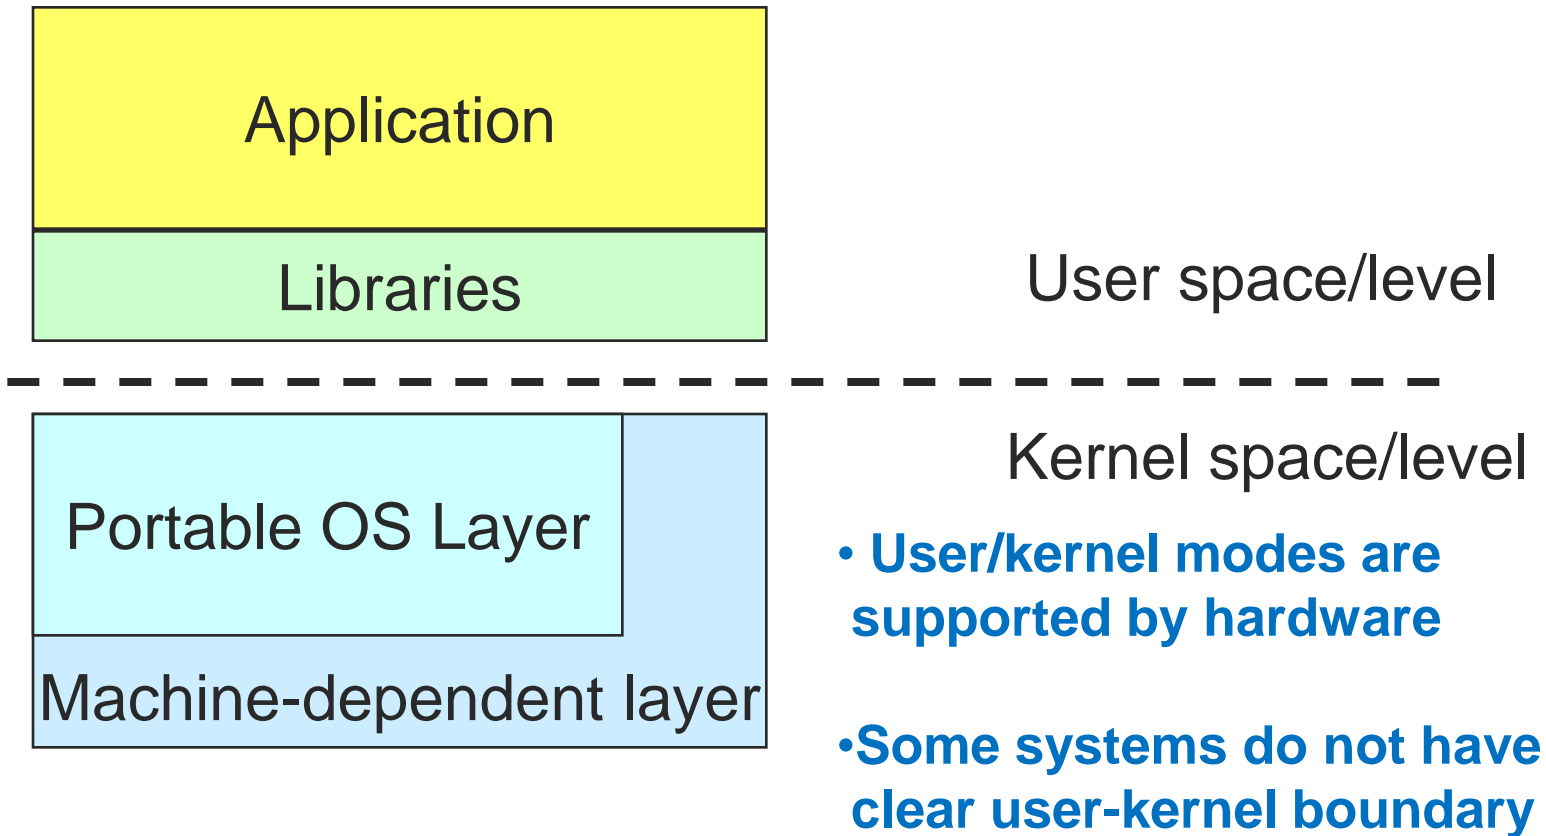 Application
Libraries
User space/level
Kernel space/level
Portable OS Layer
Machine-dependent layer
• User/kernel modes are
supported by hardware
•Some systems do not have
clear user-kernel boundary